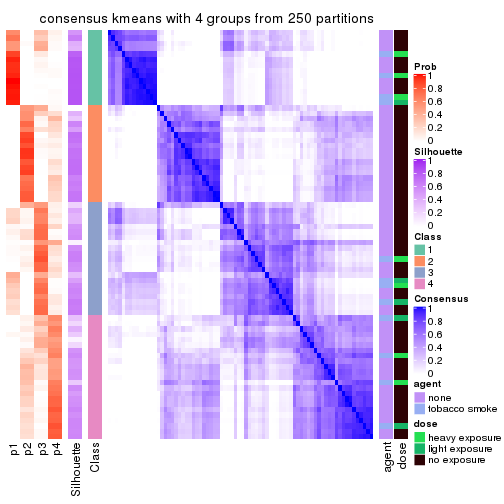 consensus kmeans with 4 groups from 250 partitions
p1
p2
p3
p4
Silhouette
Class
agent
dose
Prob
1
0.8
0.6
0.4
0.2
0
Silhouette
1
0.8
0.6
0.4
0.2
0
Class
1
2
3
4
Consensus
1
0.8
0.6
0.4
0.2
0
agent
none
tobacco smoke
dose
heavy exposure
light exposure
no exposure